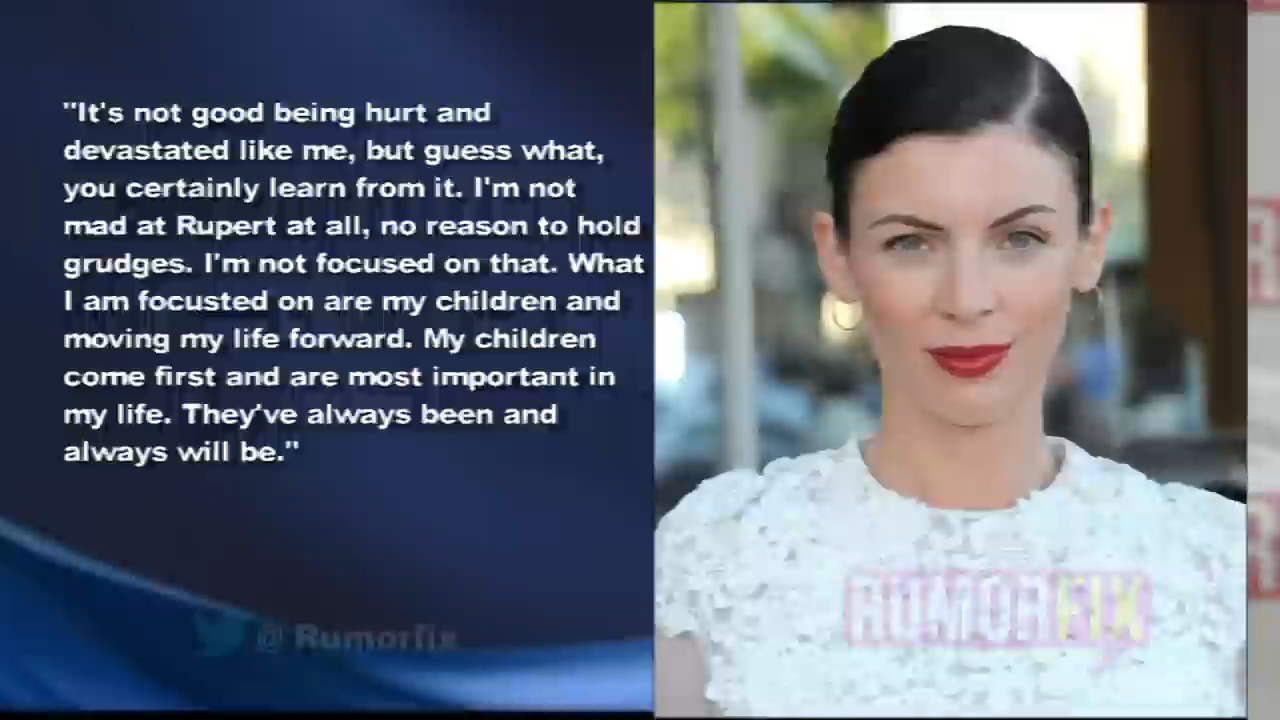 "It's not good being hurt and
devastated like me, but guess what,
you certainly learn from it. I'm not
mad at Rupert at all, no reason to hold
grudges. I'm not focused on that. What
I am focusted on are my children and
moving my life forward. My children
come first and are most important in
my life. They've always been and
always will be."
@ Rumorfix
RUMORFIX